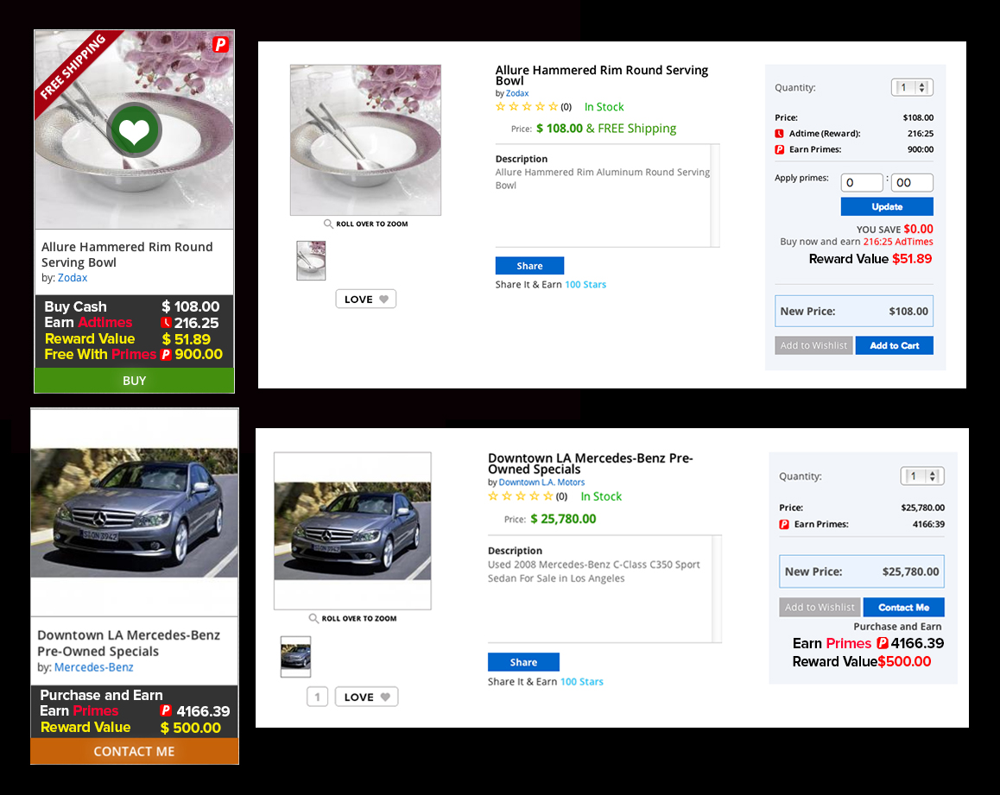 FREE SHIPPING
P
Allure Hammered Rim Round
Serving Bowl
by: Zodax
Buy Cash $ 108.00
Earn Adtimes 216.25
Reward Value $ 51.89
Free With Primes P 900.00
BUY
ROLL OVER TO ZOOM
LOVE
Allure Hammered Rim Round Serving
Bowl
by Zodax
(0) In Stock
Price: $ 108.00 & FREE Shipping
Description
Allure Hammered Rim Aluminum Round Serving
Bowl
Share
Share It & Earn 100 Stars
Quantity: 1
Price: $108.00
Adtime (Reward): 216:25
P Earn Primes: 900:00
Apply primes: 0 : 00
Update
YOU SAVE $0.00
Buy now and earn 216:25 AdTimes
Reward Value $51.89
New Price: $108.00
Add to Wishlist Add to Cart
Downtown LA Mercedes-Benz
Pre-Owned Specials
by: Mercedes-Benz
Purchase and Earn
Earn Primes P 4166.39
Reward Value $ 500.00
CONTACT ME
ROLL OVER TO ZOOM
1 LOVE
Downtown LA Mercedes-Benz Pre-
Owned Specials
by Downtown L.A. Motors
(0) In Stock
Price: $ 25,780.00
Description
Used 2008 Mercedes-Benz C-Class C350 Sport
Sedan For Sale in Los Angeles
Share
Share It & Earn 100 Stars
Quantity: 1
Price: $25,780.00
P Earn Primes: 4166:39
New Price: $25,780.00
Add to Wishlist Contact Me
Purchase and Earn
Earn Primes P 4166.39
Reward Value$500.00